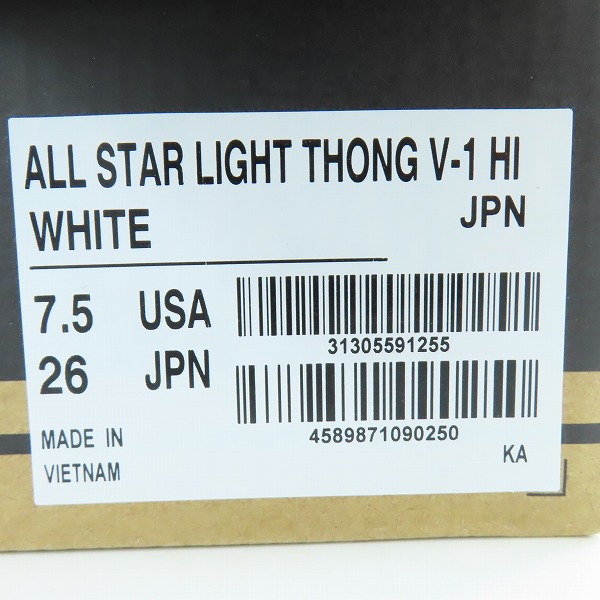 ALL STAR LIGHT THONG V-1 HI
WHITE JPN
7.5 USA
31305591255
26 JPN
4589871090250
MADE IN
VIETNAM
KA